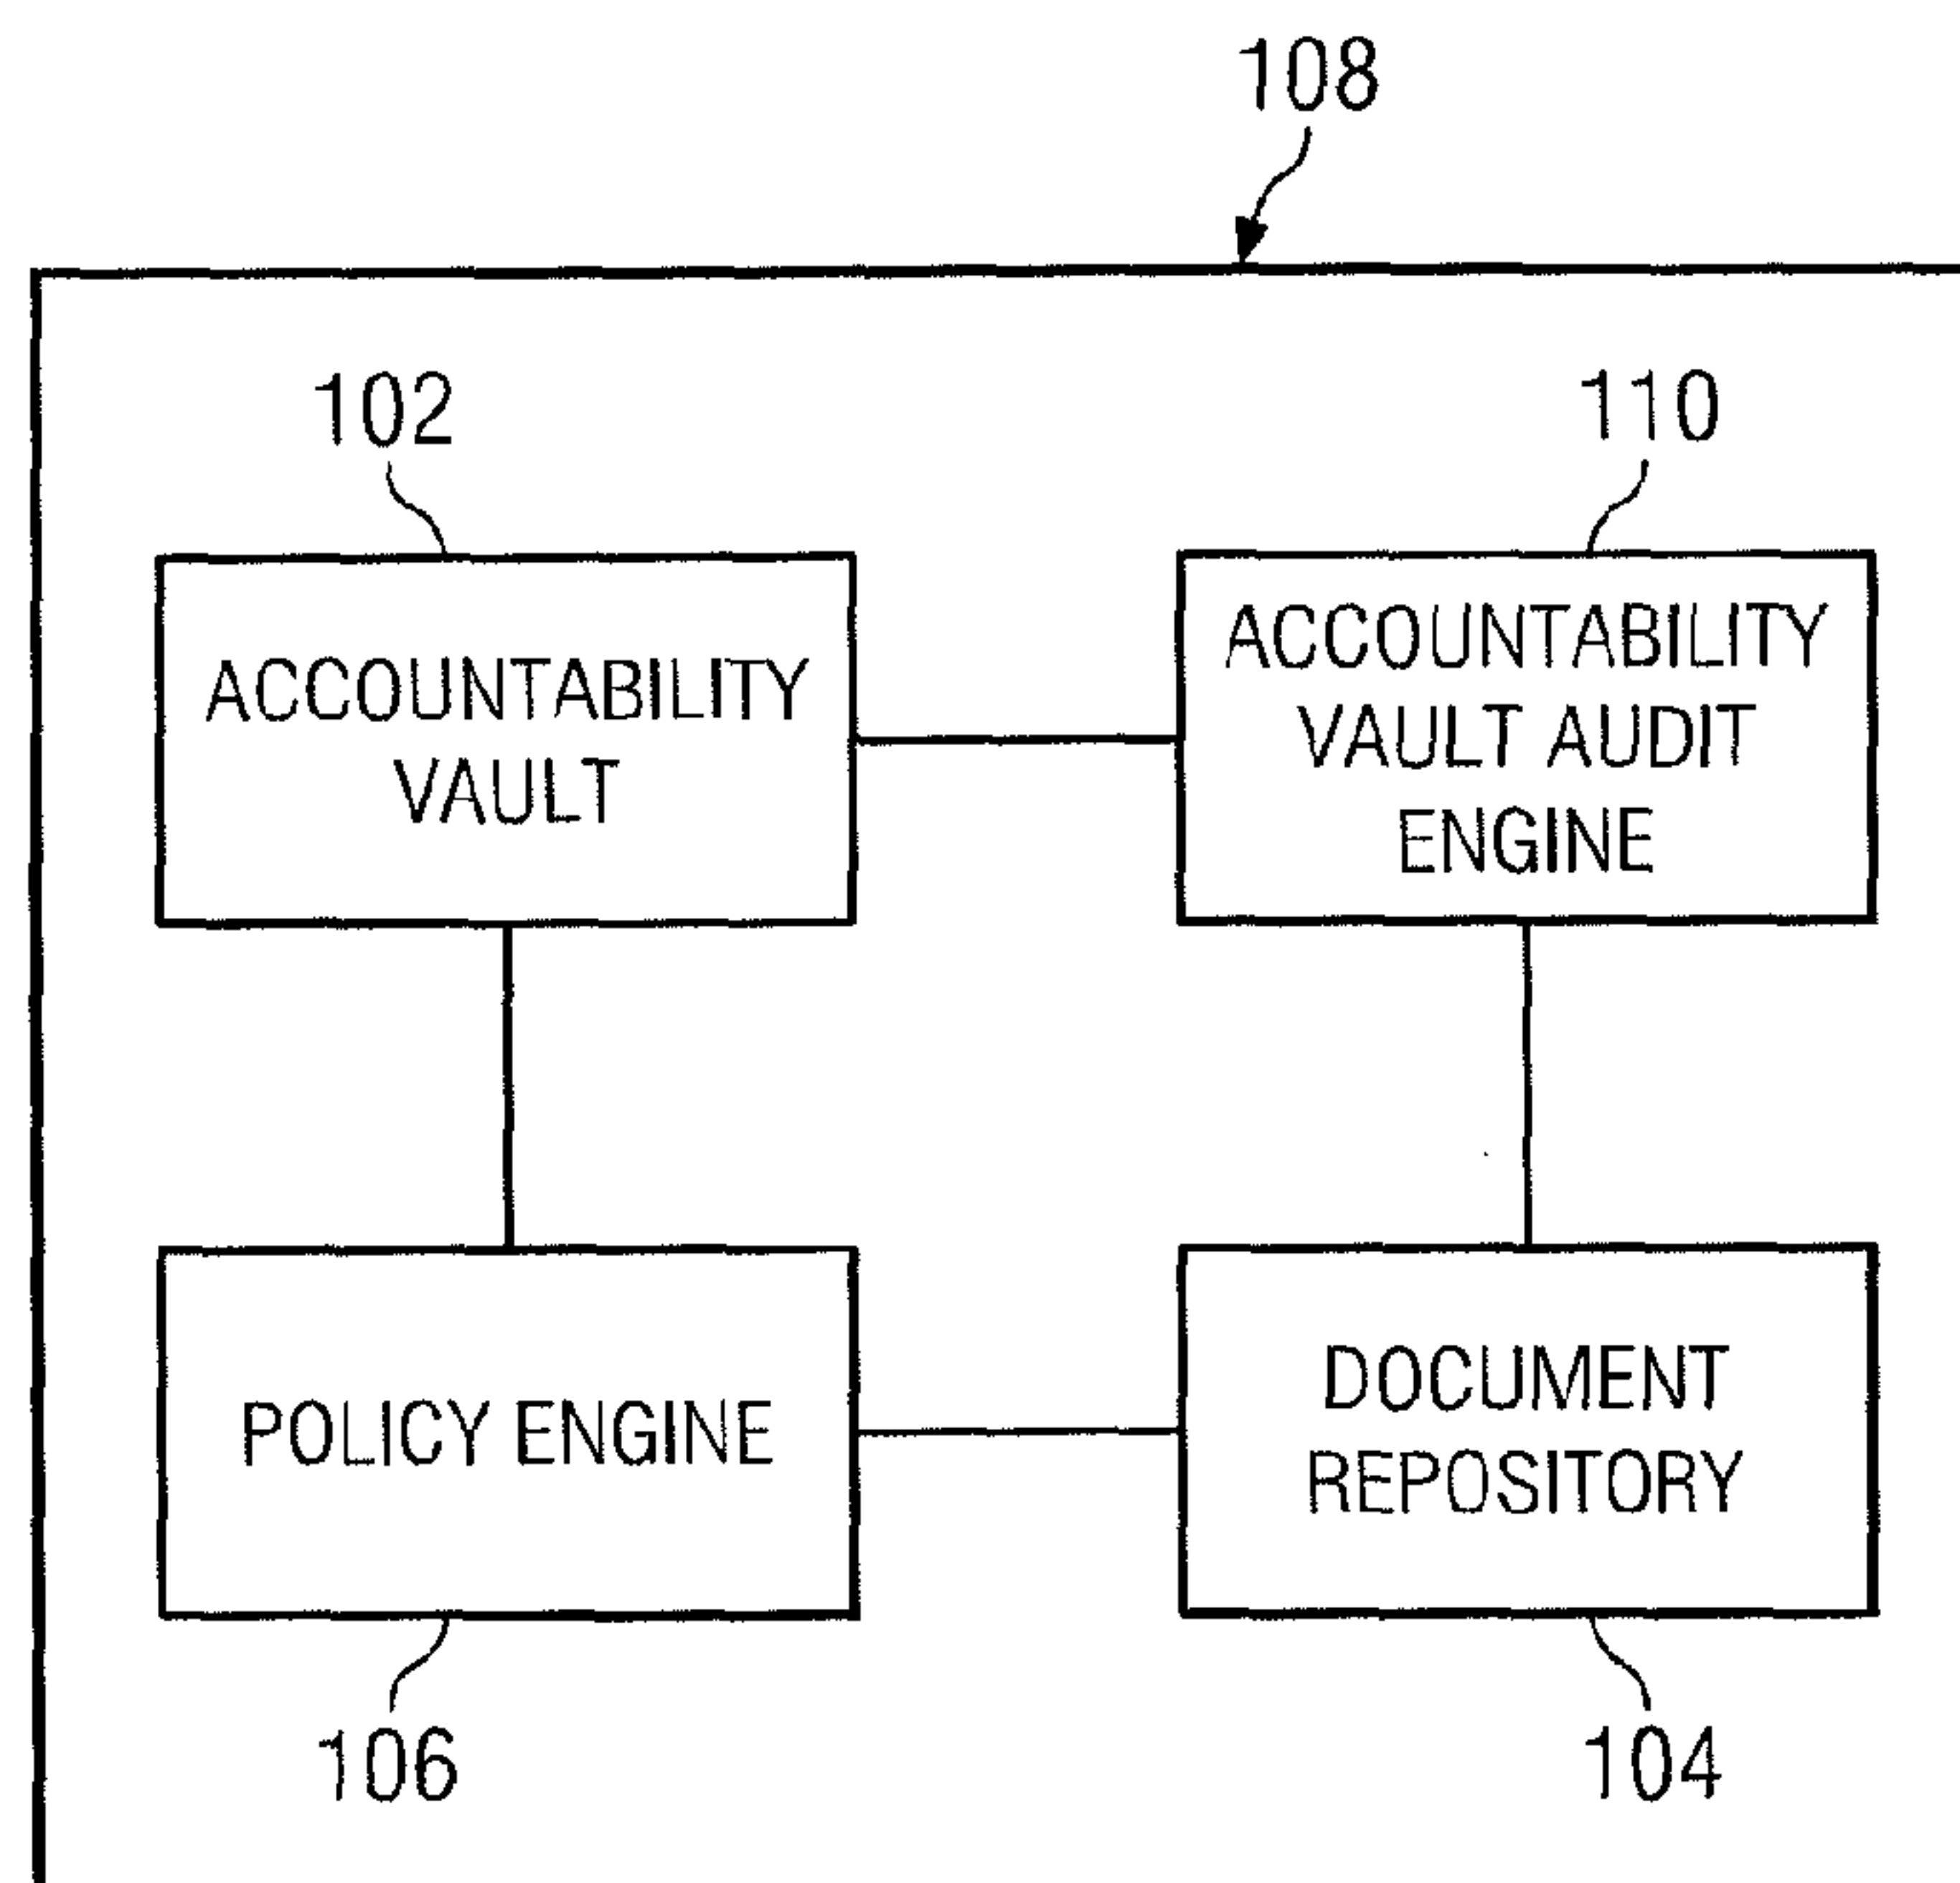 108
102
110
ACCOUNTABILITY
VAULT
ACCOUNTABILITY
VAULT AUDIT
ENGINE
POLICY ENGINE
DOCUMENT
REPOSITORY
106
104